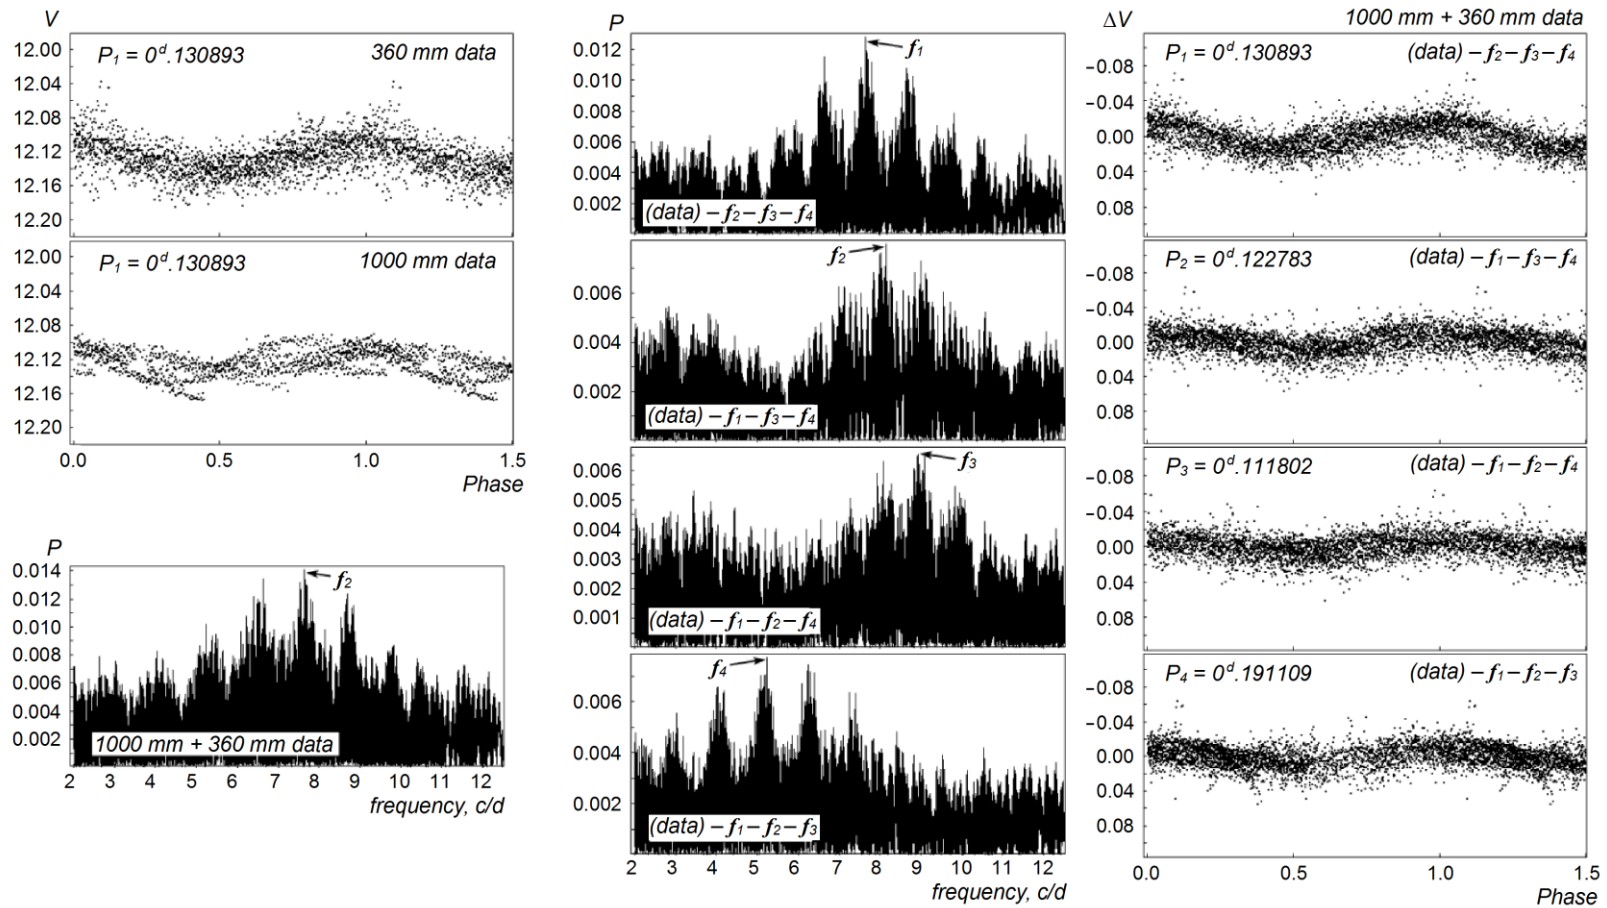 V
12.00
12.04
12.08
12.12
12.16
12.20
P1 = 0d.130893
360 mm data
12.00
12.04
12.08
12.12
12.16
12.20
P1 = 0d.130893
1000 mm data
0.0
0.5
1.0
1.5
Phase
P
0.014
0.012
0.010
0.008
0.006
0.004
0.002
f2
1000 mm + 360 mm data
2 3 4 5 6 7 8 9 10 11 12
frequency, c/d
P
0.012
0.010
0.008
0.006
0.004
0.002
f1
(data) – f2 – f3 – f4
0.006
0.004
0.002
f2
(data) – f1 – f3 – f4
0.006
0.005
0.004
0.003
0.002
0.001
f3
(data) – f1 – f2 – f4
0.006
0.004
0.002
f4
(data) – f1 – f2 – f3
2 3 4 5 6 7 8 9 10 11 12
frequency, c/d
ΔV
1000 mm + 360 mm data
−0.08
−0.04
0.00
0.04
0.08
P1 = 0d.130893
(data) – f2 – f3 – f4
−0.08
−0.04
0.00
0.04
0.08
P2 = 0d.122783
(data) – f1 – f3 – f4
−0.08
−0.04
0.00
0.04
0.08
P3 = 0d.111802
(data) – f1 – f2 – f4
−0.08
−0.04
0.00
0.04
0.08
P4 = 0d.191109
(data) – f1 – f2 – f3
0.0
0.5
1.0
1.5
Phase